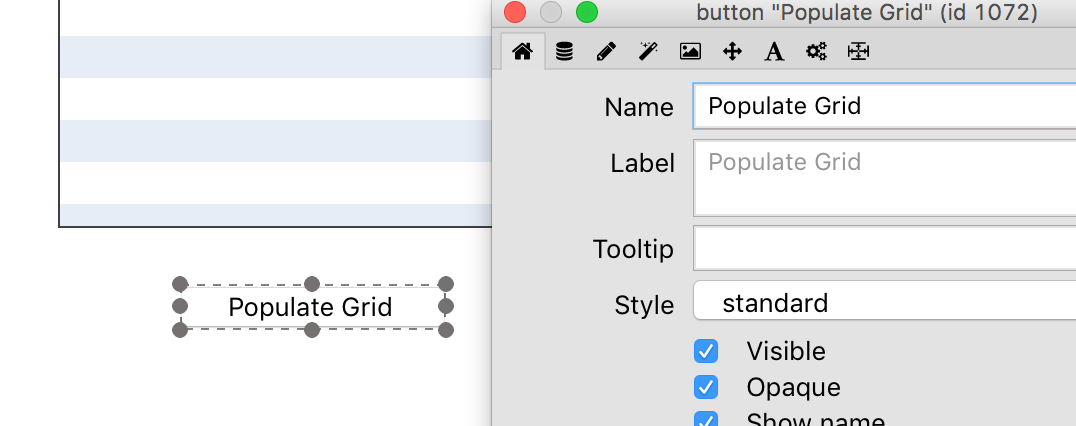 button "Populate Grid" (id 1072)
Name Populate Grid
Label Populate Grid
Tooltip
Populate Grid
Style standard
Visible
Opaque
Show name